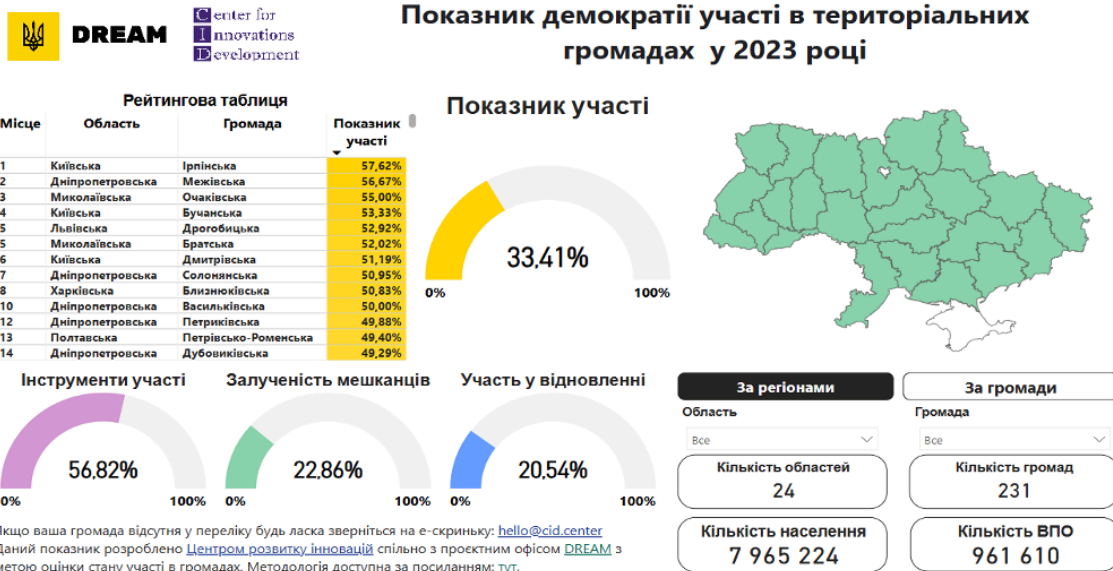 DREAM
Center for
Innovations
Development
Показник демократії участі в територіальних
громадах у 2023 році
Рейтингова таблиця
Місце Область Громада Показник
участі
1 Київська Ірпінська 57,62%
2 Дніпропетровська Межівська 56,67%
3 Миколаївська Очаківська 55,00%
4 Київська Бучанська 53,33%
5 Львівська Дрогобицька 52,92%
5 Миколаївська Братська 52,02%
6 Київська Дмитрівська 51,19%
7 Дніпропетровська Солонянська 50,95%
8 Харківська Близнюківська 50,83%
10 Дніпропетровська Васильківська 50,00%
12 Дніпропетровська Петриківська 49,88%
13 Полтавська Петрівсько-Роменська 49,40%
14 Дніпропетровська Дубовиківська 49,29%
Показник участі
33,41%
0% 100%
Інструменти участі
56,82%
0% 100%
Залученість мешканців
22,86%
0% 100%
Участь у відновленні
20,54%
0% 100%
За регіонами
За громади
Область
Все
Громада
Все
Кількість областей
24
Кількість громад
231
Кількість населення
7 965 224
Кількість ВПО
961 610
Якщо ваша громада відсутня у переліку будь ласка зверніться на е-скриньку: hello@cid.center
Даний показник розроблено Центром розвитку інновацій спільно з проєктним офісом DREAM з
метою оцінки стану участі в громадах. Методологія доступна за посиланням: тут.